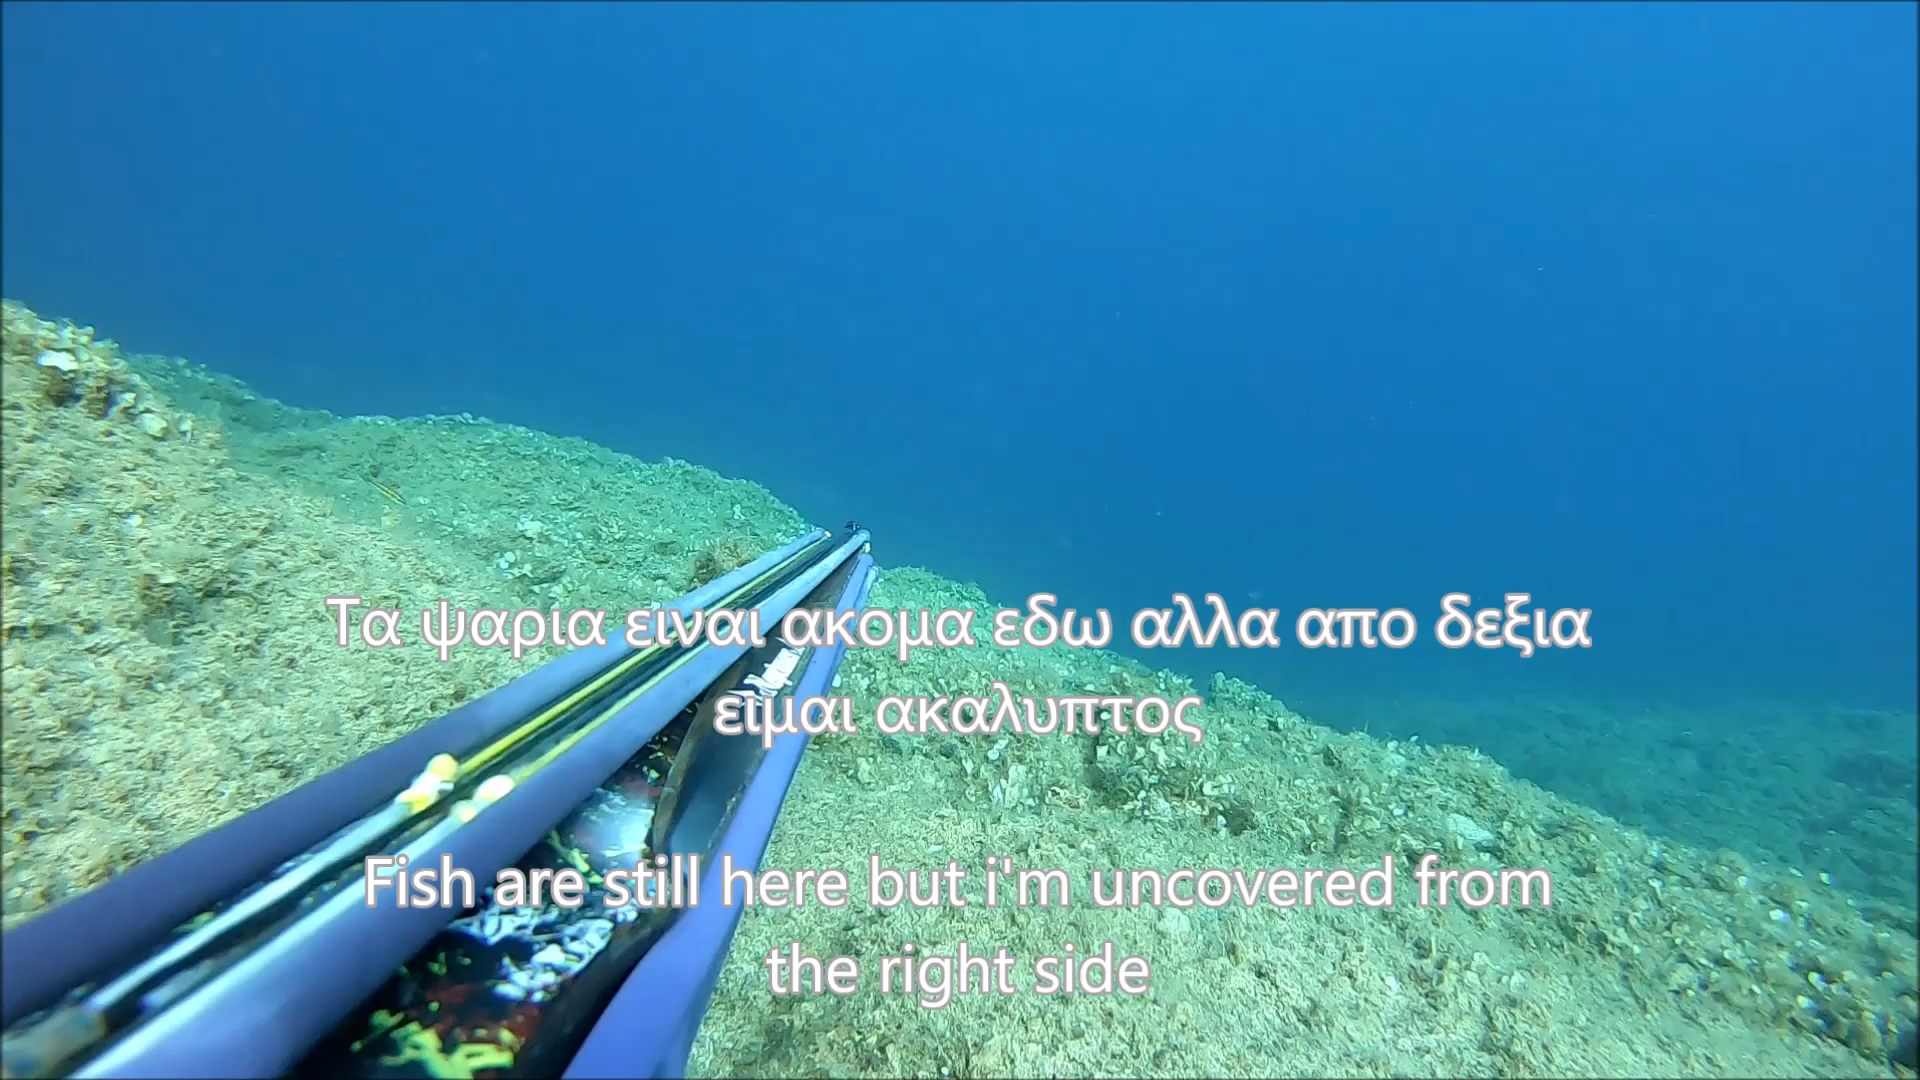 Τα ψαρια ειναι ακομα εδω αλλα απο δεξια
ειμαι ακαλυπτος
Fish are still here but i'm uncovered from
the right side